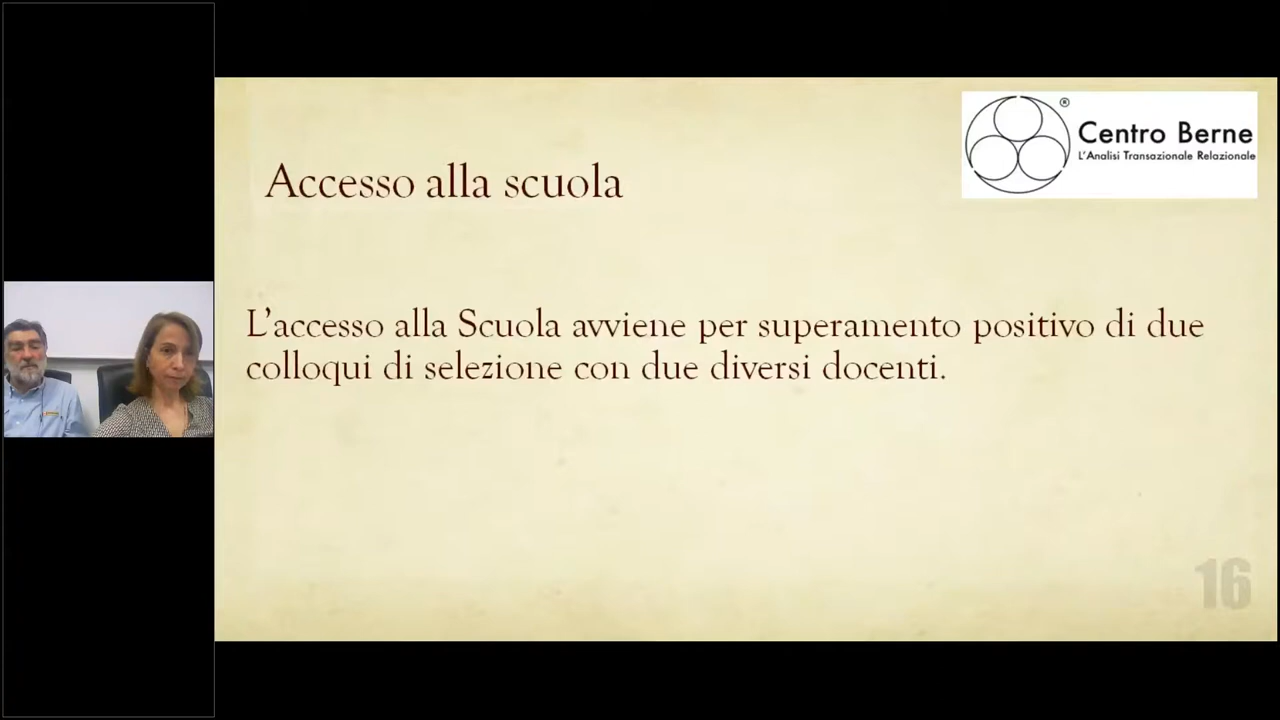 ®
Centro Berne
L'Analisi Transazionale Relazionale
Accesso alla scuola
L'accesso alla Scuola avviene per superamento positivo di due
colloqui di selezione con due diversi docenti.
16